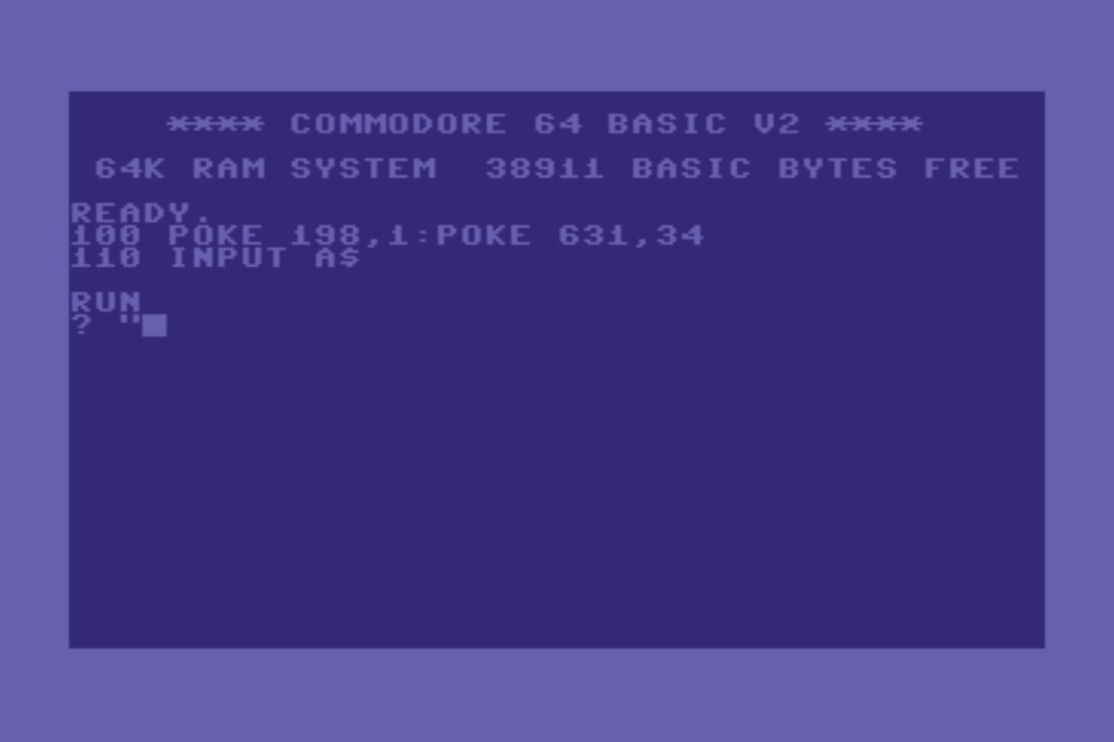 **** COMMODORE 64 BASIC V2 ****
64K RAM SYSTEM  38911 BASIC BYTES FREE
READY.
100 POKE 198,1:POKE 631,34
110 INPUT A$
RUN
? "